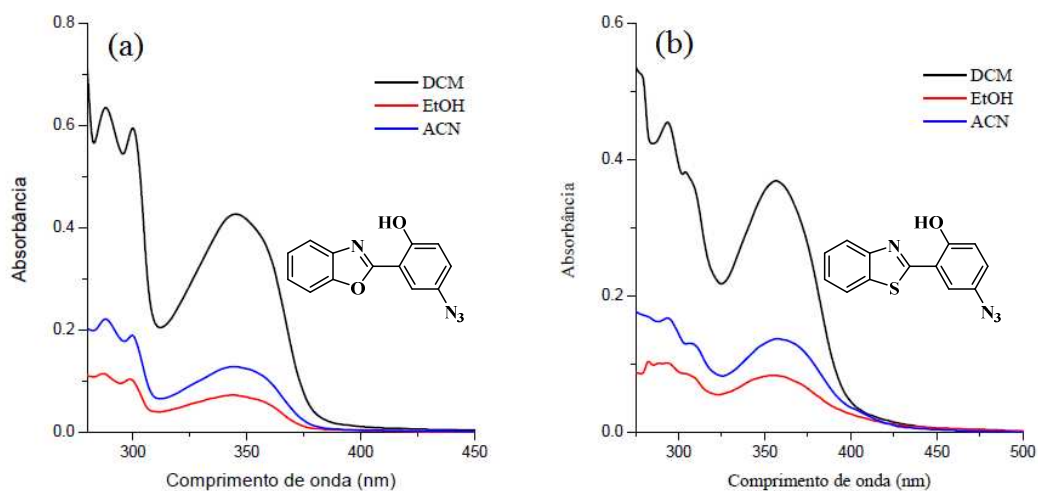 (a)
DCM
EtOH
ACN
Absorbância
0.8
0.6
0.4
0.2
0.0
300
350
400
450
Comprimento de onda (nm)
HO
N
O
N3
(b)
DCM
EtOH
ACN
Absorbância
0.6
0.4
0.2
0.0
300
350
400
450
500
Comprimento de onda (nm)
HO
N
S
N3